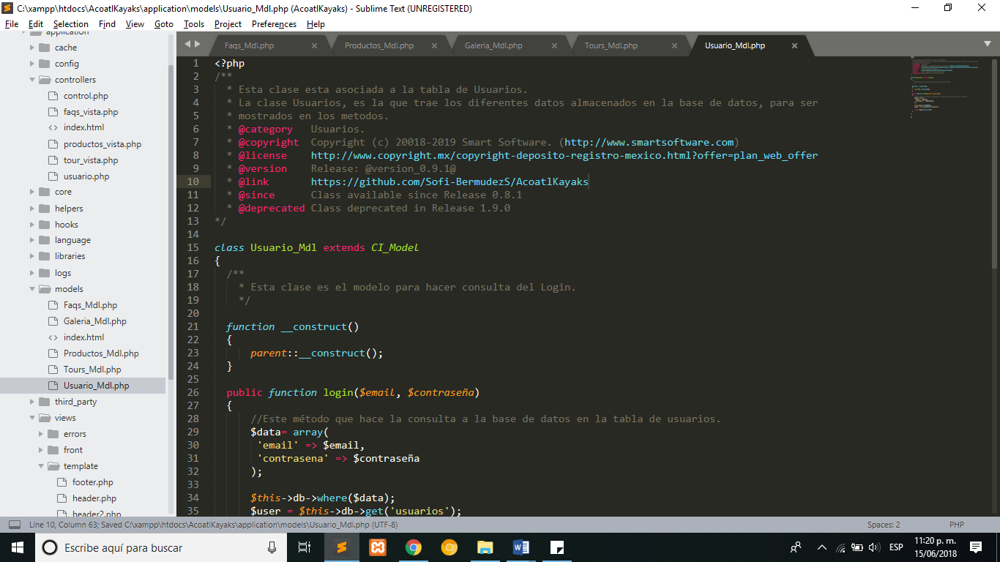 C:\xampp\htdocs\AcoatlKayaks\application\models\Usuario_Mdl.php (AcoatlKayaks) - Sublime Text (UNREGISTERED)
File Edit Selection Find View Goto Tools Project Preferences Help
application
cache
config
controllers
control.php
faqs_vista.php
index.html
productos_vista.php
tour_vista.php
usuario.php
core
helpers
hooks
language
libraries
logs
models
Faqs_Mdl.php
Galeria_Mdl.php
index.html
Productos_Mdl.php
Tours_Mdl.php
Usuario_Mdl.php
third_party
views
errors
front
template
footer.php
header.php
header2.php
Faqs_Mdl.php Productos_Mdl.php Galeria_Mdl.php Tours_Mdl.php Usuario_Mdl.php
1 <?php
2 /**
3 * Esta clase esta asociada a la tabla de Usuarios.
4 * La clase Usuarios, es la que trae los diferentes datos almacenados en la base de datos, para ser
5 * mostrados en los metodos.
6 * @category Usuarios.
7 * @copyright Copyright (c) 20018-2019 Smart Software. (http://www.smartsoftware.com)
8 * @license http://www.copyright.mx/copyright-deposito-registro-mexico.html?offer=plan_web_offer
9 * @version Release: @version_0.9.1@
10 * @link https://github.com/Sofi-BermudezS/AcoatlKayaks
11 * @since Class available since Release 0.8.1
12 * @deprecated Class deprecated in Release 1.9.0
13 */
14
15 class Usuario_Mdl extends CI_Model
16 {
17 /**
18 * Esta clase es el modelo para hacer consulta del Login.
19 */
20
21 function __construct()
22 {
23 parent::__construct();
24 }
25
26 public function login($email, $contraseña)
27 {
28 //Este método que hace la consulta a la base de datos en la tabla de usuarios.
29 $data= array(
30 'email' => $email,
31 'contrasena' => $contraseña
32 );
33
34 $this->db->where($data);
35 $user = $this->db->get('usuarios');
Line 10, Column 63; Saved C:\xampp\htdocs\AcoatlKayaks\application\models\Usuario_Mdl.php (UTF-8) Spaces: 2 PHP
Escribe aquí para buscar
ESP
11:20 p. m.
15/06/2018